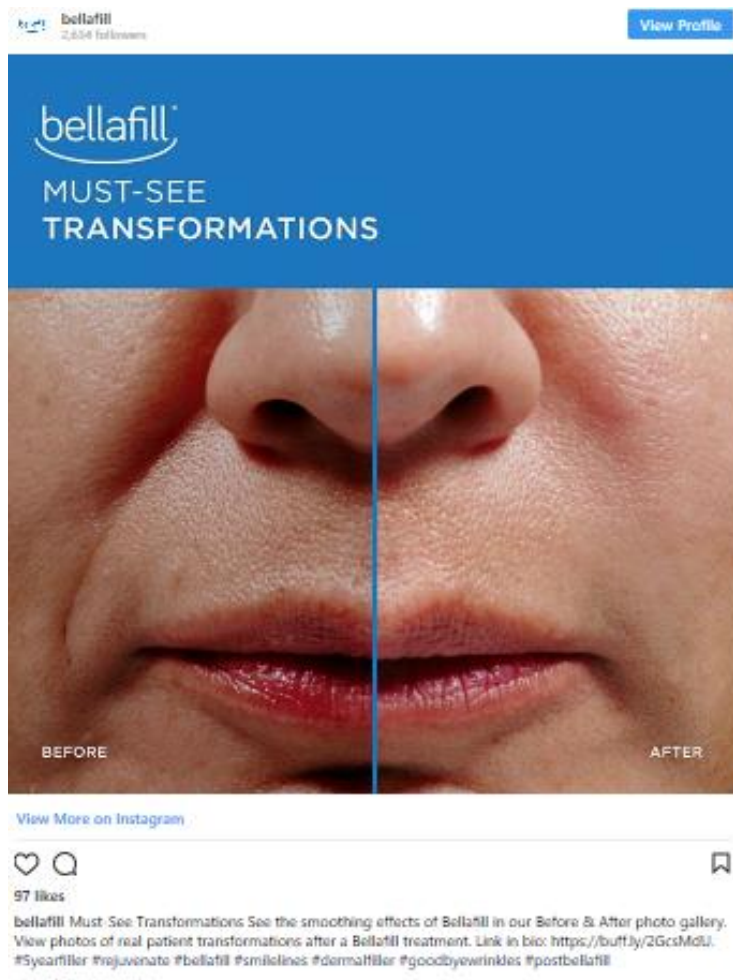 bellafill
2,634 followers
View Profile
bellafill
MUST-SEE
TRANSFORMATIONS
BEFORE
AFTER
View More on Instagram
97 likes
bellafill Must-See Transformations See the smoothing effects of Bellafill in our Before & After photo gallery.
View photos of real patient transformations after a Bellafill treatment. Link in bio: https://buff.ly/2GcsMdU.
#5yearfiller #rejuvenate #bellafill #smilelines #dermalfiller #goodbyewrinkles #postbellafill